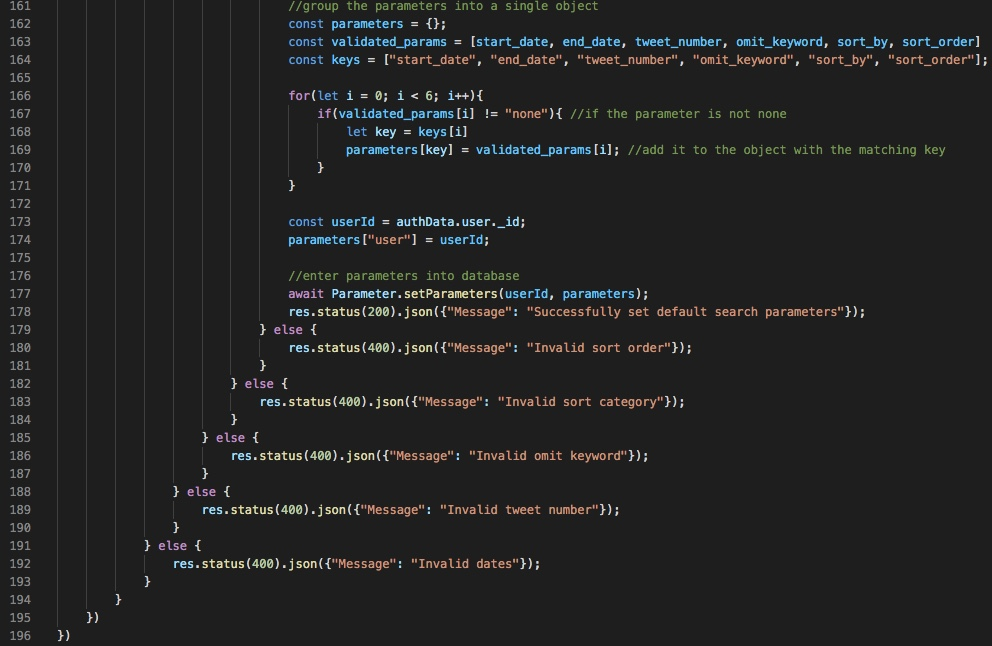 161 //group the parameters into a single object
162 const parameters = {};
163 const validated_params = [start_date, end_date, tweet_number, omit_keyword, sort_by, sort_order]
164 const keys = ["start_date", "end_date", "tweet_number", "omit_keyword", "sort_by", "sort_order"];
165
166 for(let i = 0; i < 6; i++){
167 if(validated_params[i] != "none"){ //if the parameter is not none
168 let key = keys[i]
169 parameters[key] = validated_params[i]; //add it to the object with the matching key
170 }
171 }
172
173 const userId = authData.user._id;
174 parameters["user"] = userId;
175
176 //enter parameters into database
177 await Parameter.setParameters(userId, parameters);
178 res.status(200).json({"Message": "Successfully set default search parameters"});
179 } else {
180 res.status(400).json({"Message": "Invalid sort order"});
181 }
182 } else {
183 res.status(400).json({"Message": "Invalid sort category"});
184 }
185 } else {
186 res.status(400).json({"Message": "Invalid omit keyword"});
187 }
188 } else {
189 res.status(400).json({"Message": "Invalid tweet number"});
190 }
191 } else {
192 res.status(400).json({"Message": "Invalid dates"});
193 }
194 }
195 })
196 })